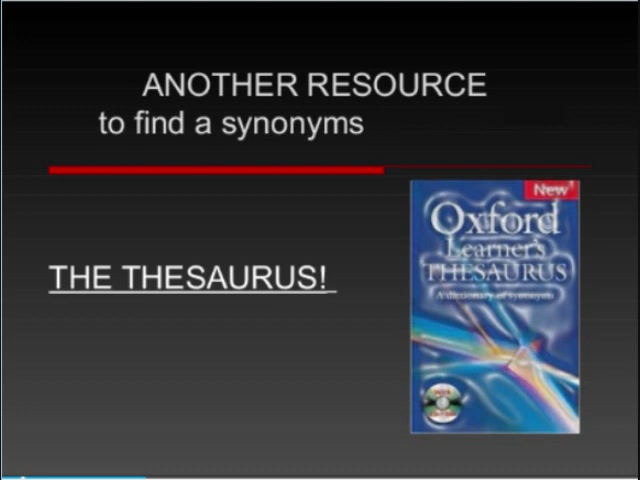 ANOTHER RESOURCE
to find a synonyms
THE THESAURUS!
New
Oxford
Learner's
THESAURUS
A dictionary of synonyms